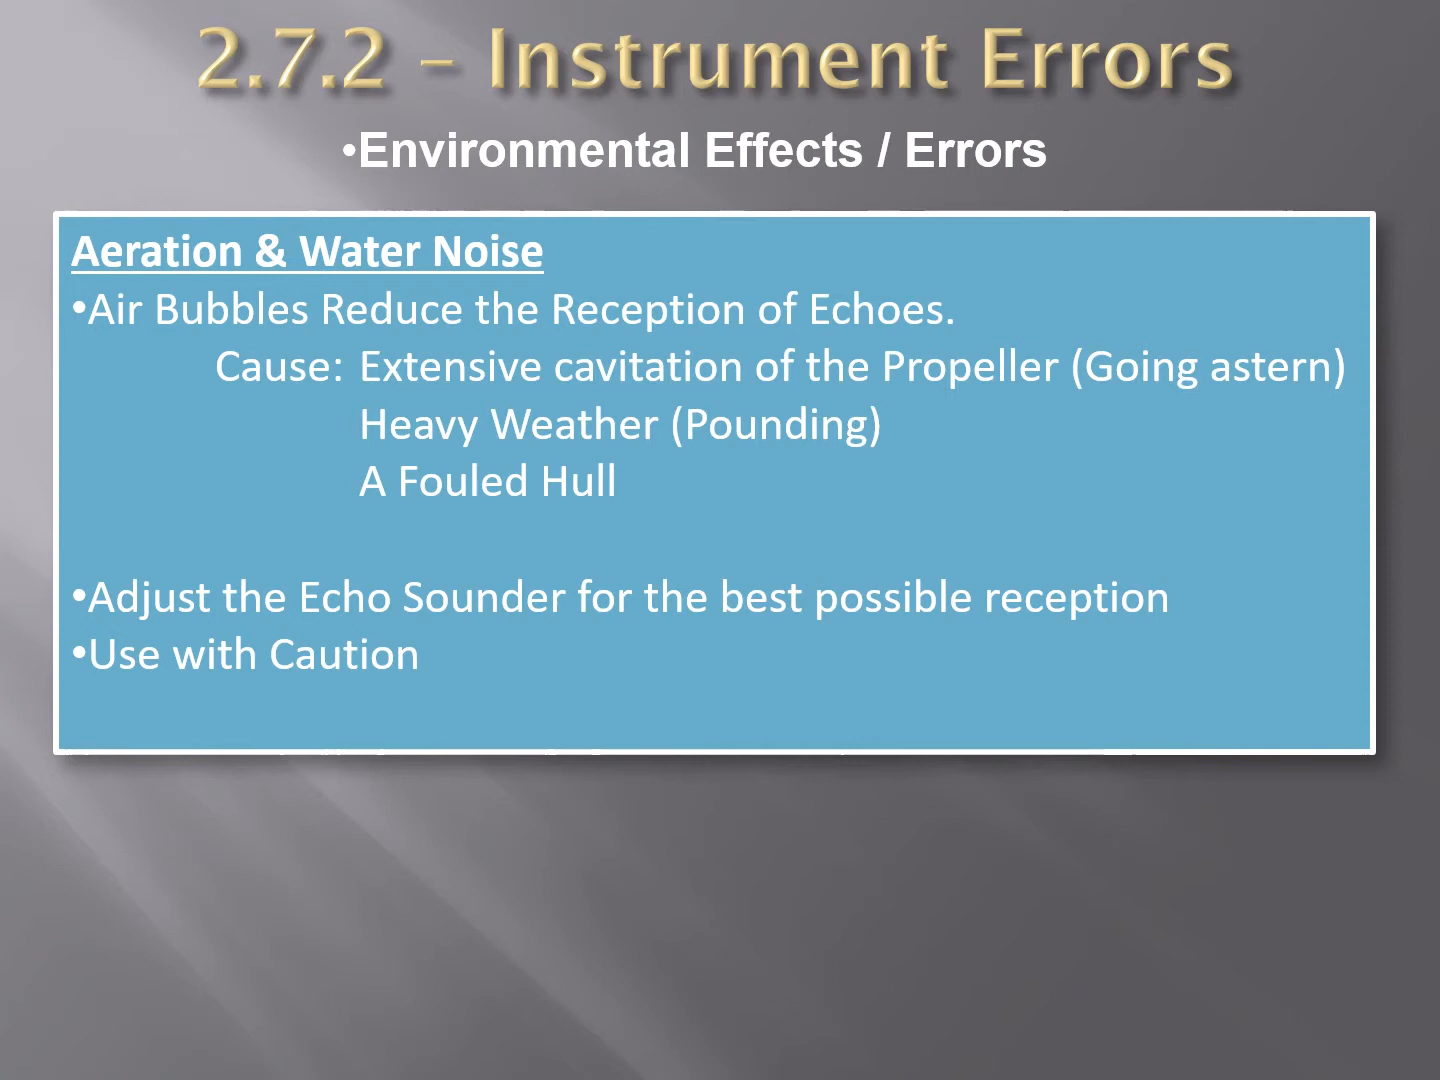 2.7.2 – Instrument Errors
•Environmental Effects / Errors
Aeration & Water Noise
•Air Bubbles Reduce the Reception of Echoes.
Cause: Extensive cavitation of the Propeller (Going astern)
Heavy Weather (Pounding)
A Fouled Hull
•Adjust the Echo Sounder for the best possible reception
•Use with Caution